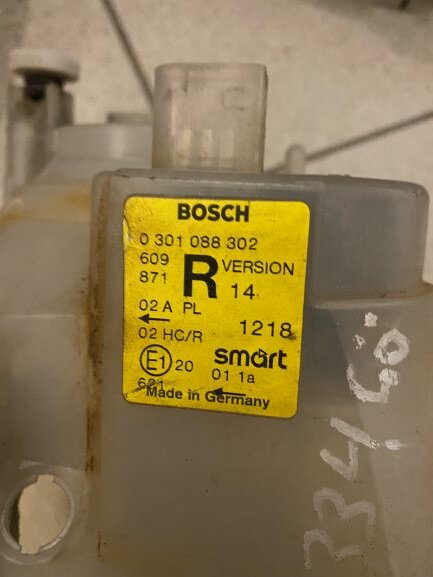 BOSCH
0 301 088 302
609
871
R
VERSION
14
02 A PL
02 HC/R
1218
E1
20
smart
01 1a
601
Made in Germany